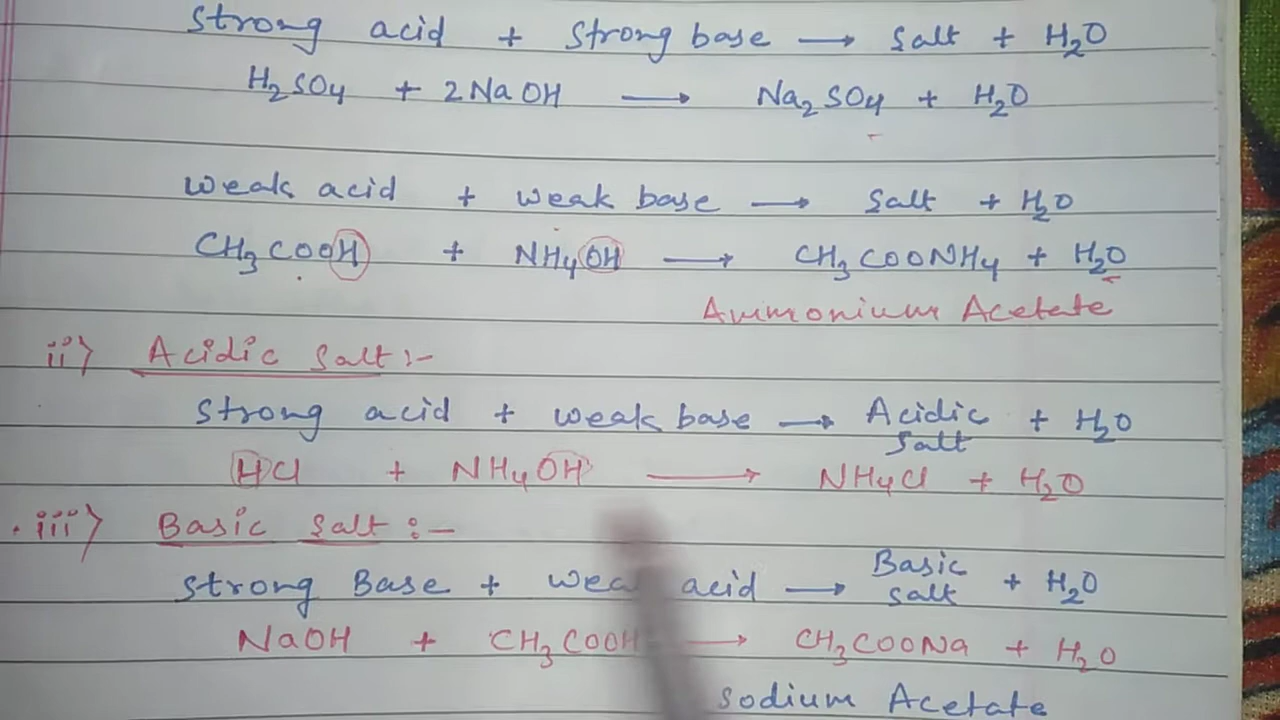 strong acid + strong base → salt + H₂O
H₂SO₄ + 2NaOH → Na₂SO₄ + H₂O
weak acid + weak base → salt + H₂O
CH₃COOH + NH₄OH → CH₃COONH₄ + H₂O
Ammonium Acetate
ii) Acidic salt:-
strong acid + weak base → Acidic salt + H₂O
HCl + NH₄OH → NH₄Cl + H₂O
iii) Basic salt:-
strong Base + acid → Basic salt + H₂O
NaOH + CH₃COOH → CH₃COONa + H₂O
sodium Acetate